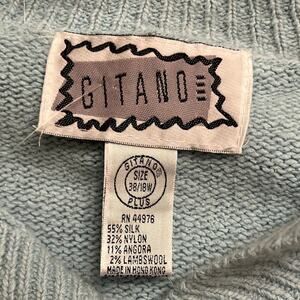 GITANO
GITANO®
SIZE
38/18W
PLUS
RN 44976
55% SILK
32% NYLON
11% ANGORA
2% LAMBSWOOL
MADE IN HONG KONG